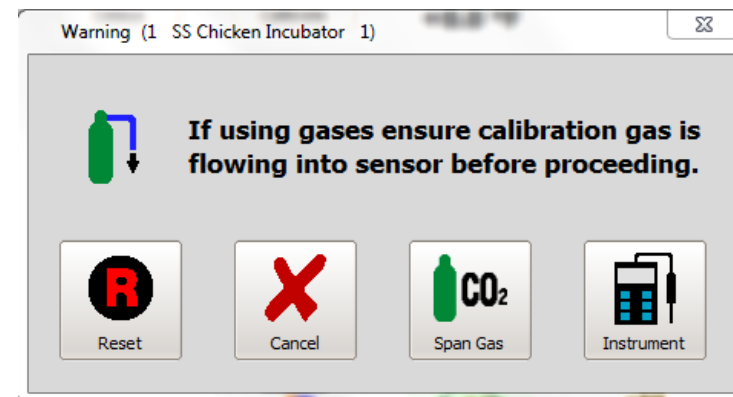 Warning (1 SS Chicken Incubator 1)
If using gases ensure calibration gas is
flowing into sensor before proceeding.
R
CO₂
Reset
Cancel
Span Gas
Instrument